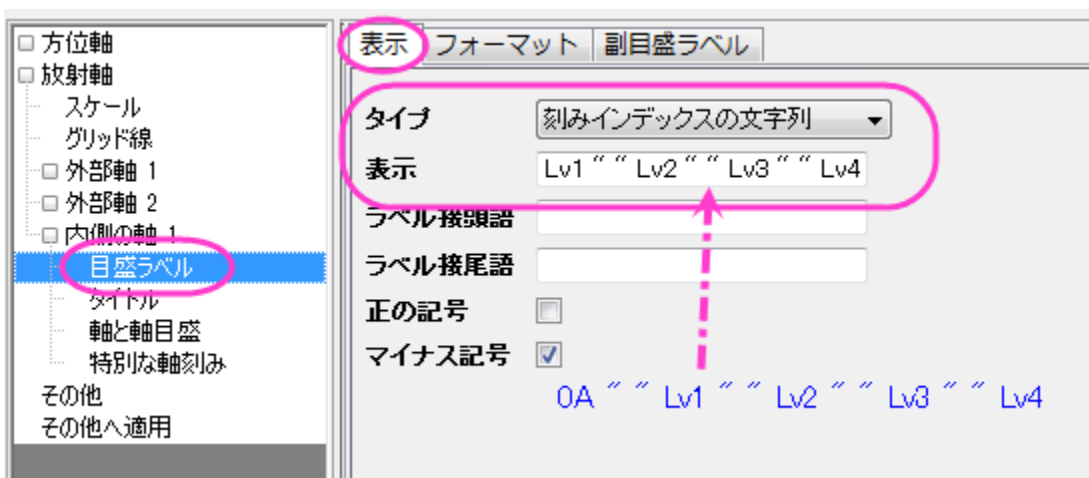 方位軸
放射軸
スケール
グリッド線
外部軸 1
外部軸 2
内側の軸 1
目盛ラベル
タイトル
軸と軸目盛
特別な軸刻み
その他
その他へ適用
表示 フォーマット 副目盛ラベル
タイプ 刻みインデックスの文字列
表示 Lv1 ″ ″ Lv2 ″ ″ Lv3 ″ ″ Lv4
ラベル接頭語
ラベル接尾語
正の記号
マイナス記号
0A ″ ″ Lv1 ″ ″ Lv2 ″ ″ Lv3 ″ ″ Lv4